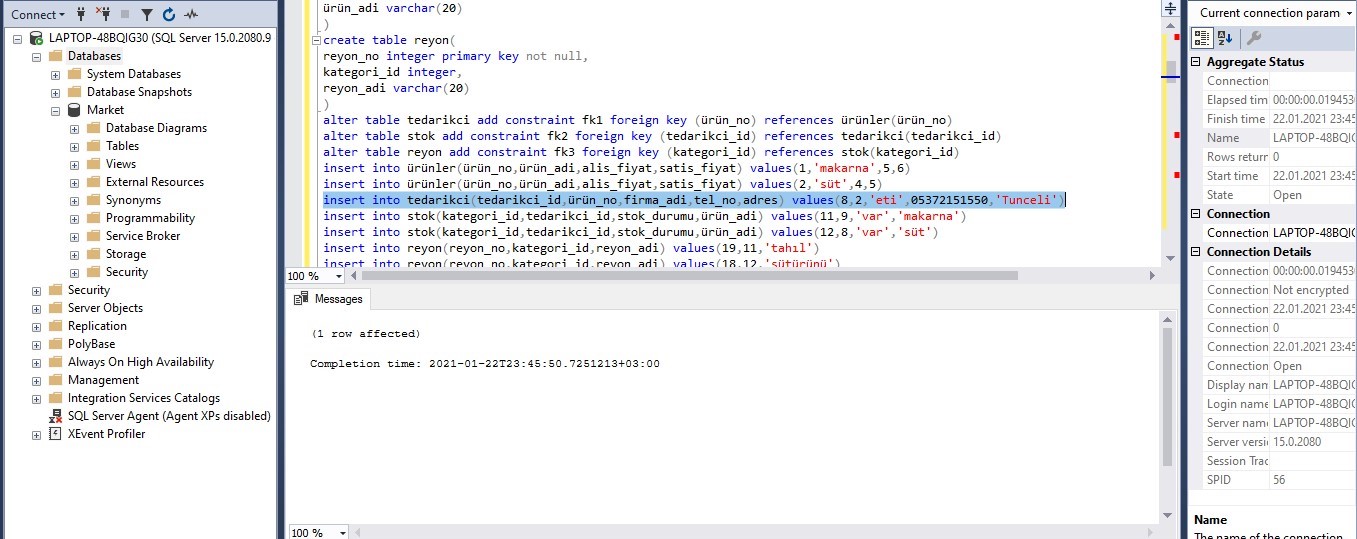 Connect
LAPTOP-48BQIG30 (SQL Server 15.0.2080.9
Databases
System Databases
Database Snapshots
Market
Database Diagrams
Tables
Views
External Resources
Synonyms
Programmability
Service Broker
Storage
Security
Security
Server Objects
Replication
PolyBase
Always On High Availability
Management
Integration Services Catalogs
SQL Server Agent (Agent XPs disabled)
XEvent Profiler
ürün_adi varchar(20)
)
create table reyon(
reyon_no integer primary key not null,
kategori_id integer,
reyon_adi varchar(20)
)
alter table tedarikci add constraint fk1 foreign key (ürün_no) references ürünler(ürün_no)
alter table stok add constraint fk2 foreign key (tedarikci_id) references tedarikci(tedarikci_id)
alter table reyon add constraint fk3 foreign key (kategori_id) references stok(kategori_id)
insert into ürünler(ürün_no,ürün_adi,alis_fiyat,satis_fiyat) values(1,'makarna',5,6)
insert into ürünler(ürün_no,ürün_adi,alis_fiyat,satis_fiyat) values(2,'süt',4,5)
insert into tedarikci(tedarikci_id,ürün_no,firma_adi,tel_no,adres) values(8,2,'eti',05372151550,'Tunceli')
insert into stok(kategori_id,tedarikci_id,stok_durumu,ürün_adi) values(11,9,'var','makarna')
insert into stok(kategori_id,tedarikci_id,stok_durumu,ürün_adi) values(12,8,'var','süt')
insert into reyon(reyon_no,kategori_id,reyon_adi) values(19,11,'tahıl')
insert into reyon(reyon_no,kategori_id,reyon_adi) values(18,12,'sütürünü')
100 %
Messages
(1 row affected)
Completion time: 2021-01-22T23:45:50.7251213+03:00
100 %
Current connection param
Aggregate Status
Connection
Elapsed tim 00:00:00.019453
Finish time 22.01.2021 23:45
Name LAPTOP-48BQIG
Rows returr 0
Start time 22.01.2021 23:45
State Open
Connection
Connection LAPTOP-48BQIG
Connection Details
Connection 00:00:00.019453
Connection Not encrypted
Connection 22.01.2021 23:45
Connection 0
Connection 22.01.2021 23:45
Connection Open
Display nam LAPTOP-48BQIG
Login name LAPTOP-48BQIG
Server name LAPTOP-48BQIG
Server versi 15.0.2080
Session Trac
SPID 56
Name
The name of the connection